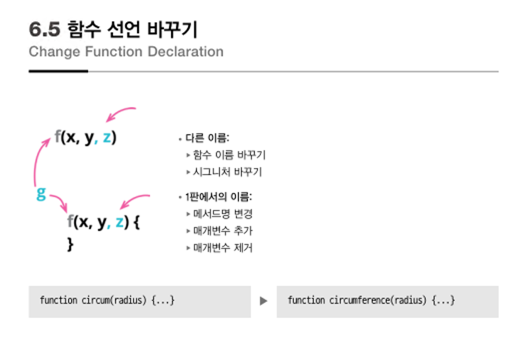 6.5 함수 선언 바꾸기
Change Function Declaration
f(x, y, z)
g
f(x, y, z) {
}
• 다른 이름:
▸ 함수 이름 바꾸기
▸ 시그니처 바꾸기
• 1판에서의 이름:
▸ 메서드명 변경
▸ 매개변수 추가
▸ 매개변수 제거
function circum(radius) {...}
▶
function circumference(radius) {...}